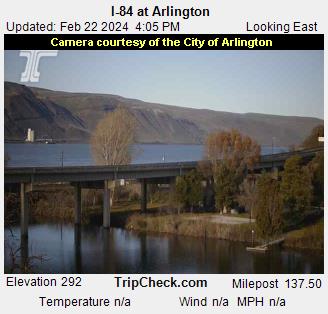 I-84 at Arlington
Updated: Feb 22 2024 4:05 PM Looking East
Camera courtesy of the City of Arlington
Elevation 292 TripCheck.com Milepost 137.50
Temperature n/a Wind n/a MPH n/a